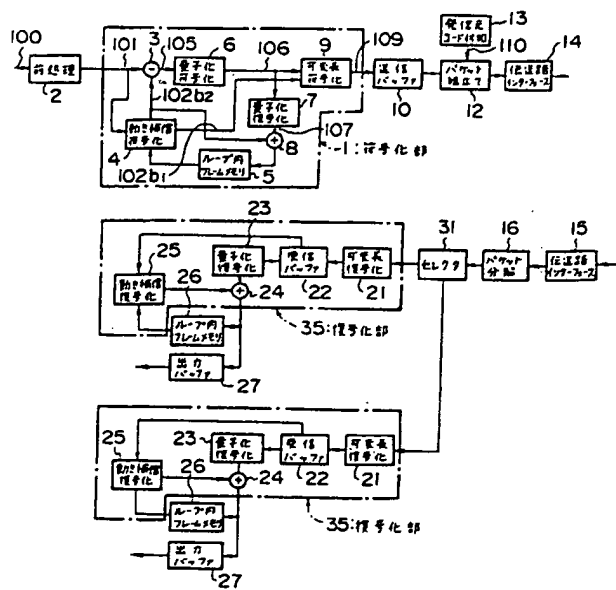 100
101
前処理
2
3
105
量子化
符号化
6
106
可変長
符号化
9
109
送信
バッファ
10
発信元
コード付加
13
110
パケット
組立て
12
伝送路
インターフェース
14
102b2
量子化
復号化
7
107
8
動き補償
符号化
4
102b1
ループ内
フレームメモリ
5
1:符号化部
23
量子化
復号化
受信
バッファ
22
可変長
復号化
21
31
セレクタ
16
パケット
分解
15
伝送路
インターフェース
25
動き補償
復号化
24
26
ループ内
フレームメモリ
35:復号化部
出力
バッファ
27
23
量子化
復号化
受信
バッファ
22
可変長
復号化
21
25
動き補償
復号化
24
26
ループ内
フレームメモリ
35:復号化部
出力
バッファ
27